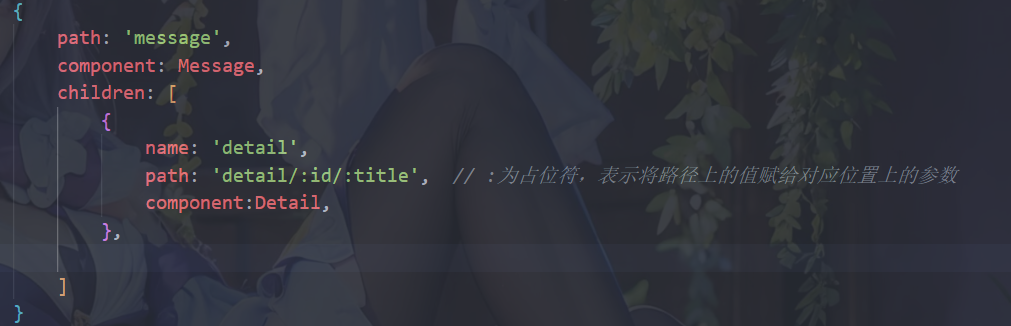 {
path: 'message',
component: Message,
children: [
{
name: 'detail',
path: 'detail/:id/:title',  // :为占位符，表示将路径上的值赋给对应位置上的参数
component:Detail,
},
]
}